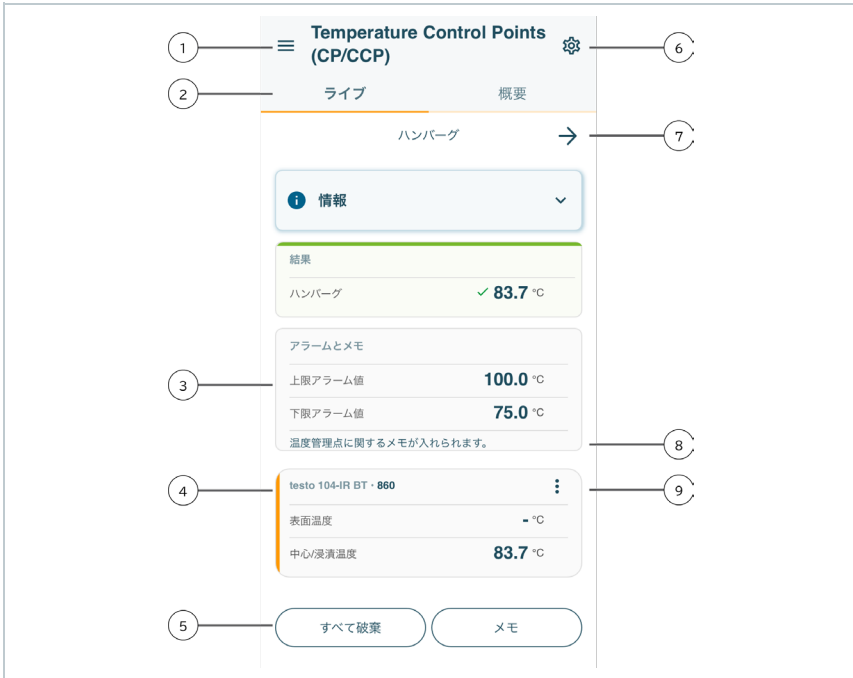 Temperature Control Points
(CP/CCP)
1
6
2
ライブ
概要
ハンバーグ
7
情報
結果
ハンバーグ
83.7 °C
アラームとメモ
上限アラーム値
100.0 °C
3
下限アラーム値
75.0 °C
温度管理点に関するメモが入れられます。
8
4
testo 104-IR BT · 860
9
表面温度
- °C
中心/浸漬温度
83.7 °C
5
すべて破棄
メモ